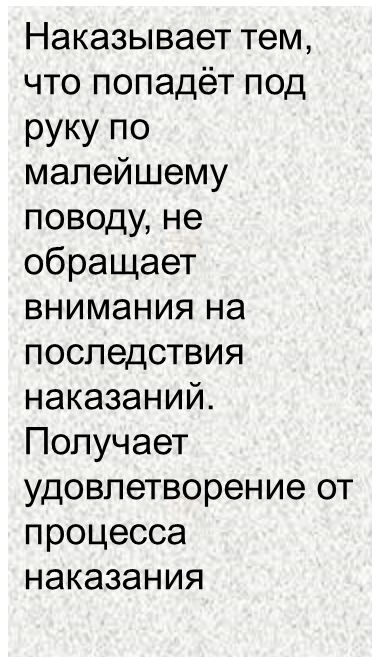 Наказывает тем,
что попадёт под
руку по
малейшему
поводу, не
обращает
внимания на
последствия
наказаний.
Получает
удовлетворение от
процесса
наказания